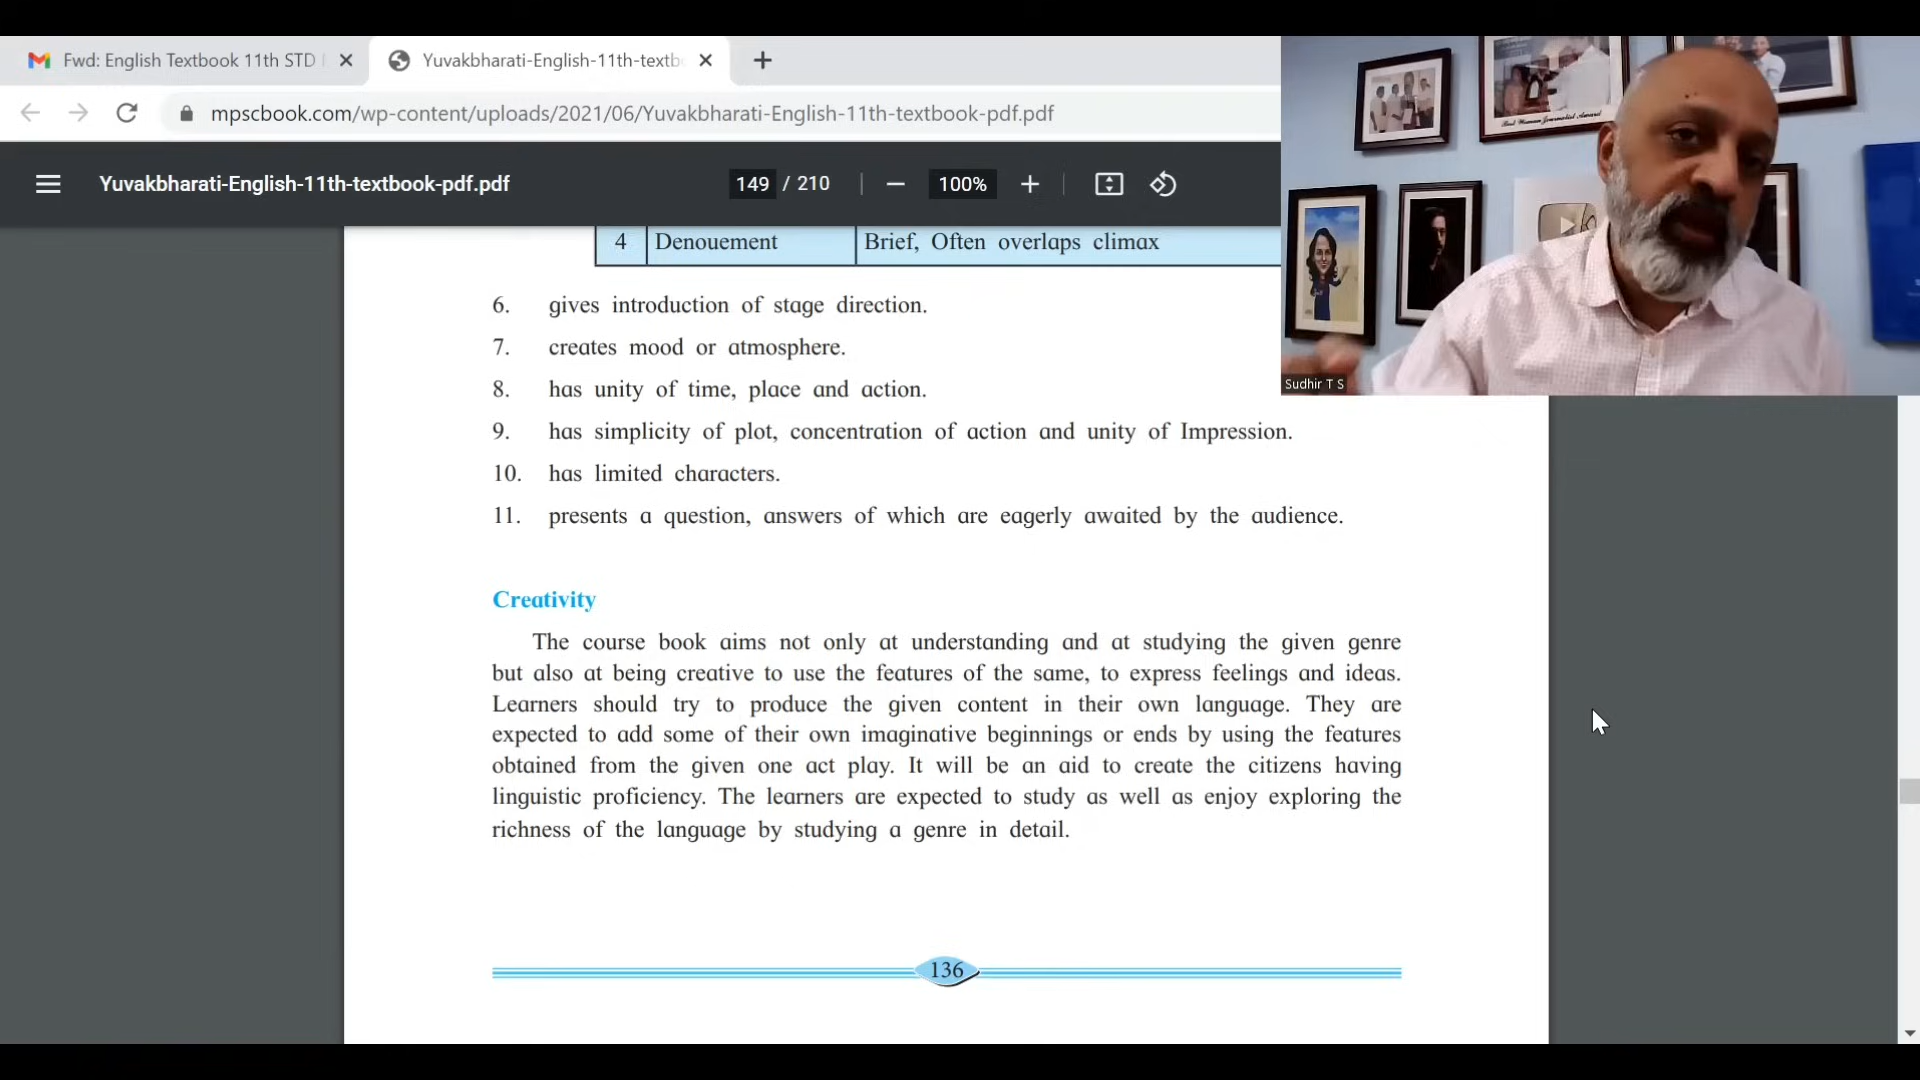 Fwd: English Textbook 11th STD
Yuvakbharati-English-11th-textb
mpscbook.com/wp-content/uploads/2021/06/Yuvakbharati-English-11th-textbook-pdf.pdf
Yuvakbharati-English-11th-textbook-pdf.pdf
149 / 210
100%
Best Woman Journalist Award
Sudhir T S
4 Denouement Brief, Often overlaps climax
6. gives introduction of stage direction.
7. creates mood or atmosphere.
8. has unity of time, place and action.
9. has simplicity of plot, concentration of action and unity of Impression.
10. has limited characters.
11. presents a question, answers of which are eagerly awaited by the audience.
Creativity
The course book aims not only at understanding and at studying the given genre
but also at being creative to use the features of the same, to express feelings and ideas.
Learners should try to produce the given content in their own language. They are
expected to add some of their own imaginative beginnings or ends by using the features
obtained from the given one act play. It will be an aid to create the citizens having
linguistic proficiency. The learners are expected to study as well as enjoy exploring the
richness of the language by studying a genre in detail.
136